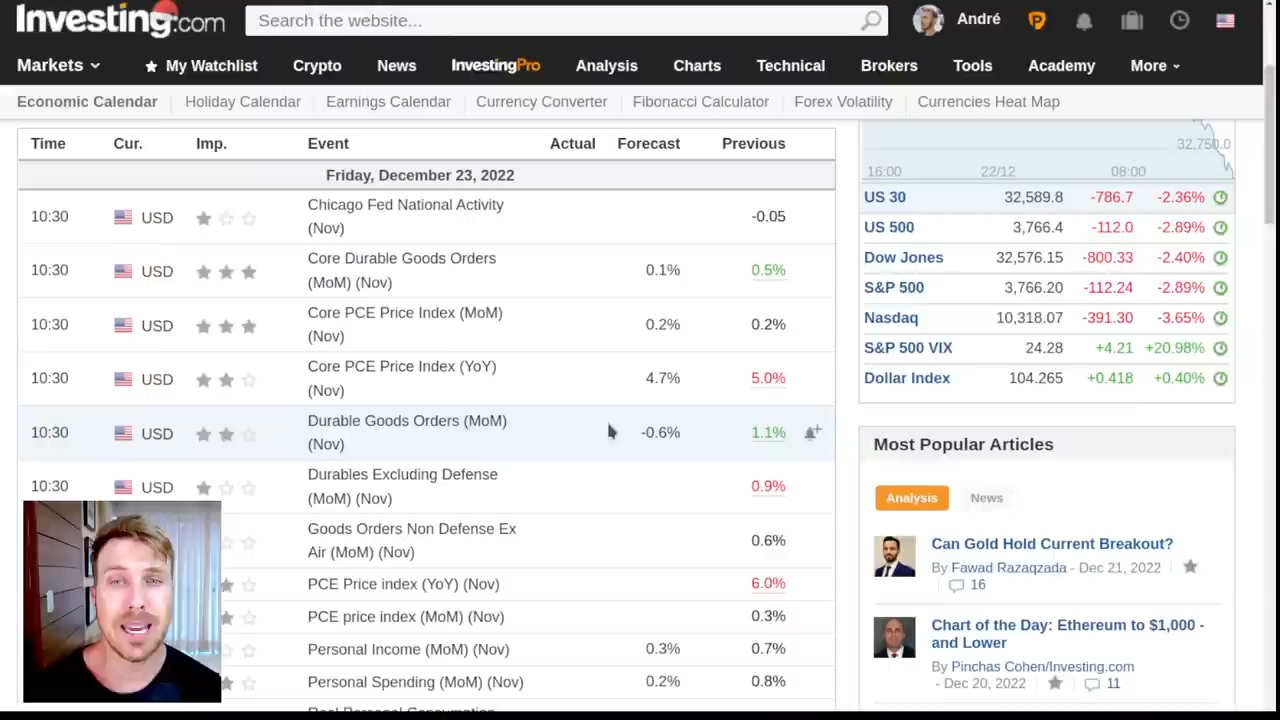 Investing.com
Search the website...
André
Markets
My Watchlist
Crypto
News
InvestingPro
Analysis
Charts
Technical
Brokers
Tools
Academy
More
Economic Calendar
Holiday Calendar
Earnings Calendar
Currency Converter
Fibonacci Calculator
Forex Volatility
Currencies Heat Map
Time Cur. Imp. Event Actual Forecast Previous
Friday, December 23, 2022
10:30 USD Chicago Fed National Activity -0.05
(Nov)
10:30 USD Core Durable Goods Orders 0.1% 0.5%
(MoM) (Nov)
10:30 USD Core PCE Price Index (MoM) 0.2% 0.2%
(Nov)
10:30 USD Core PCE Price Index (YoY) 4.7% 5.0%
(Nov)
10:30 USD Durable Goods Orders (MoM) -0.6% 1.1%
(Nov)
10:30 USD Durables Excluding Defense 0.9%
(MoM) (Nov)
Goods Orders Non Defense Ex 0.6%
Air (MoM) (Nov)
PCE Price index (YoY) (Nov) 6.0%
PCE price index (MoM) (Nov) 0.3%
Personal Income (MoM) (Nov) 0.3% 0.7%
Personal Spending (MoM) (Nov) 0.2% 0.8%
Real Personal Consumption
32,750.0
16:00 22/12 08:00
US 30 32,589.8 -786.7 -2.36%
US 500 3,766.4 -112.0 -2.89%
Dow Jones 32,576.15 -800.33 -2.40%
S&P 500 3,766.20 -112.24 -2.89%
Nasdaq 10,318.07 -391.30 -3.65%
S&P 500 VIX 24.28 +4.21 +20.98%
Dollar Index 104.265 +0.418 +0.40%
Most Popular Articles
Analysis
News
Can Gold Hold Current Breakout?
By Fawad Razaqzada - Dec 21, 2022
16
Chart of the Day: Ethereum to $1,000 -
and Lower
By Pinchas Cohen/Investing.com
- Dec 20, 2022 11